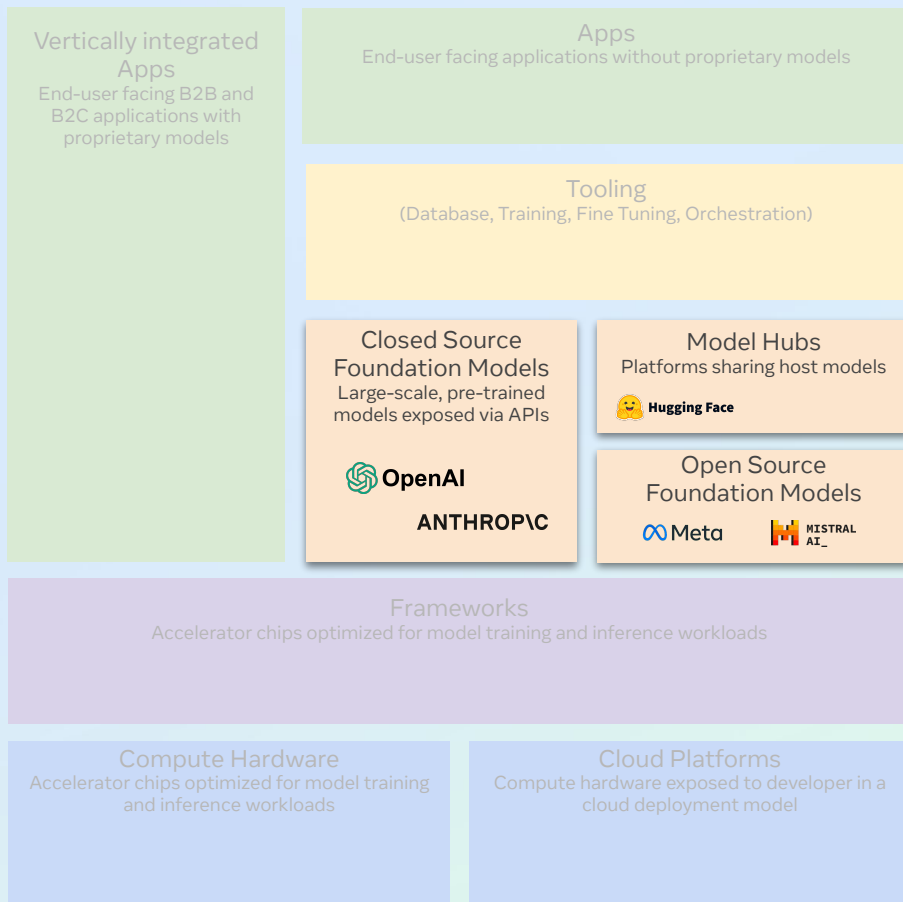 Vertically integrated
Apps
End-user facing B2B and
B2C applications with
proprietary models
Apps
End-user facing applications without proprietary models
Tooling
(Database, Training, Fine Tuning, Orchestration)
Closed Source
Foundation Models
Large-scale, pre-trained
models exposed via APIs
OpenAI
ANTHROP\C
Model Hubs
Platforms sharing host models
Hugging Face
Open Source
Foundation Models
Meta
MISTRAL
AI_
Frameworks
Accelerator chips optimized for model training and inference workloads
Compute Hardware
Accelerator chips optimized for model training
and inference workloads
Cloud Platforms
Compute hardware exposed to developer in a
cloud deployment model